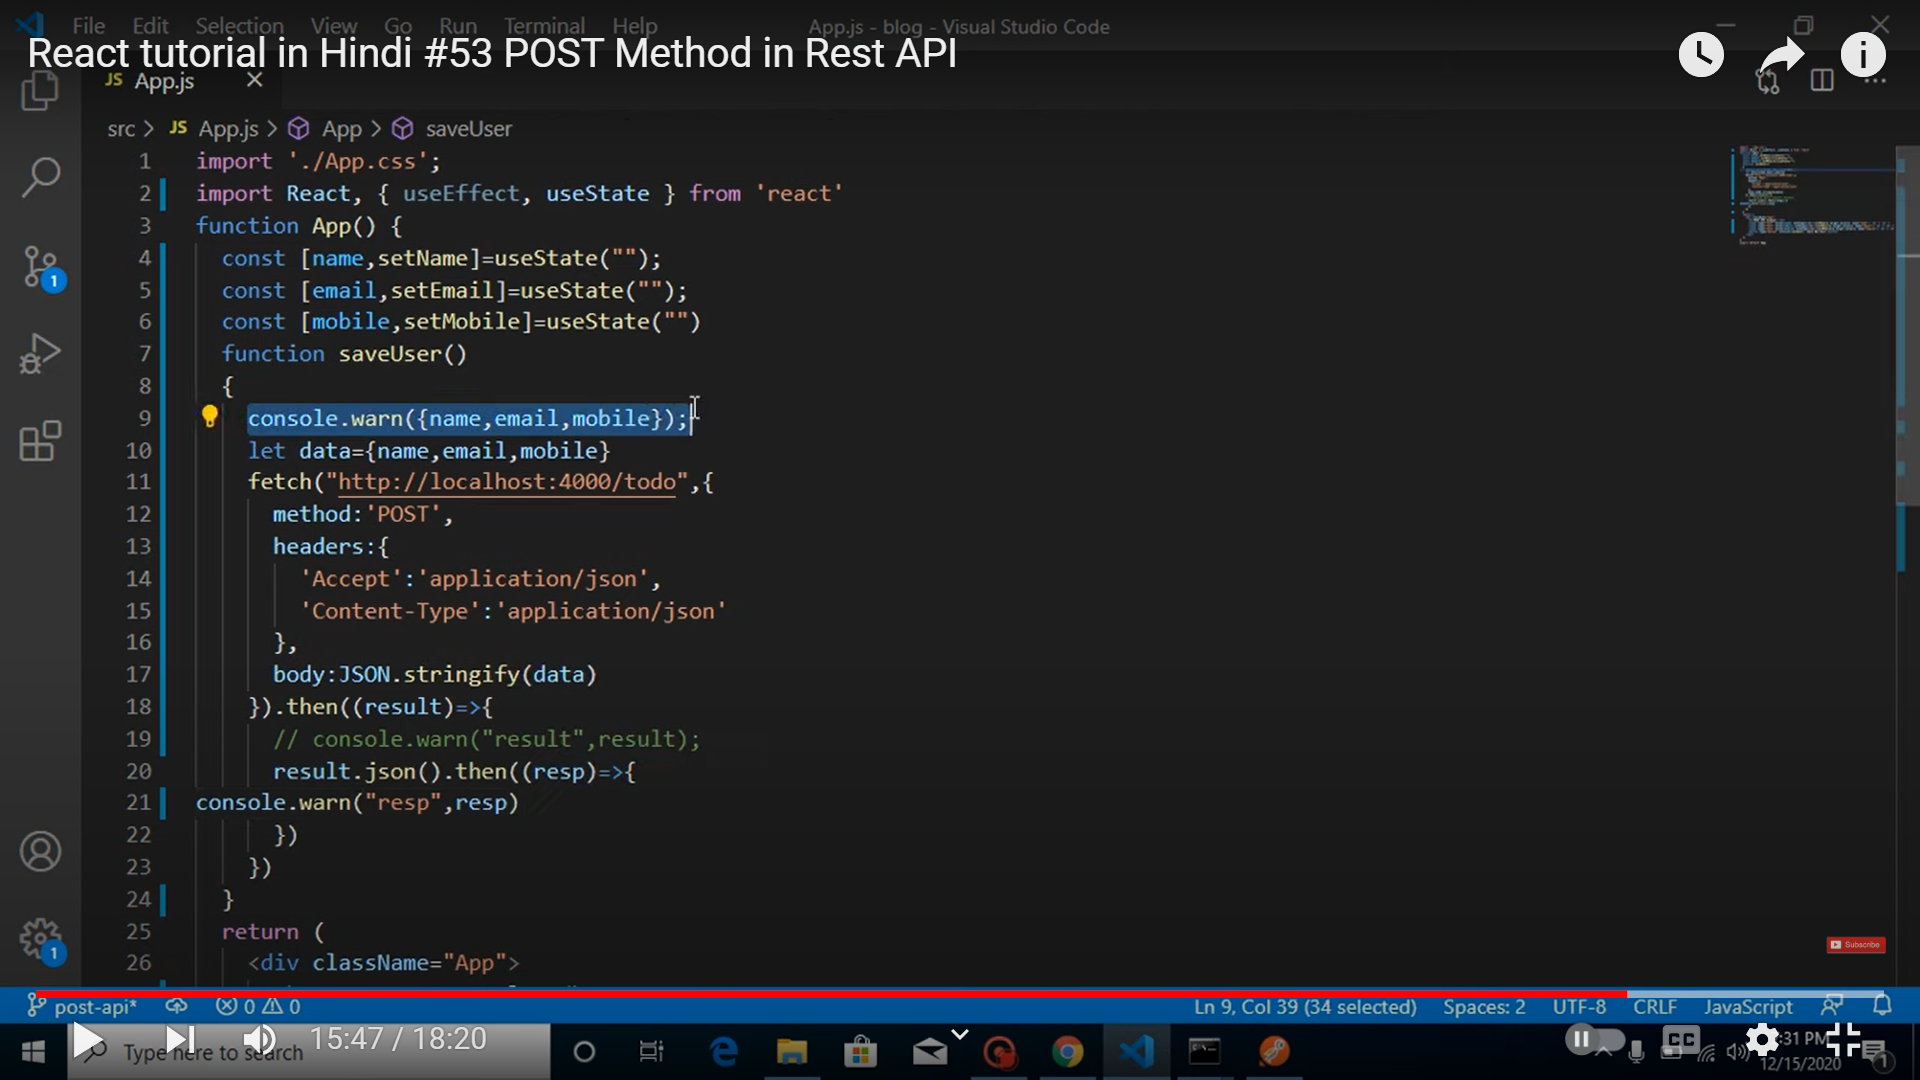 File Edit Selection View Go Run Terminal Help App.js - blog - Visual Studio Code
React tutorial in Hindi #53 POST Method in Rest API
JS App.js
src > JS App.js > App > saveUser
1 import './App.css';
2 import React, { useEffect, useState } from 'react'
3 function App() {
4 const [name,setName]=useState("");
5 const [email,setEmail]=useState("");
6 const [mobile,setMobile]=useState("")
7 function saveUser()
8 {
9 console.warn({name,email,mobile});
10 let data={name,email,mobile}
11 fetch("http://localhost:4000/todo",{
12 method:'POST',
13 headers:{
14 'Accept':'application/json',
15 'Content-Type':'application/json'
16 },
17 body:JSON.stringify(data)
18 }).then((result)=>{
19 // console.warn("result",result);
20 result.json().then((resp)=>{
21 console.warn("resp",resp)
22 })
23 })
24 }
25 return (
26 <div className="App">
1
1
Subscribe
post-api* 0 0 Ln 9, Col 39 (34 selected) Spaces: 2 UTF-8 CRLF JavaScript
Type here to search
15:47 / 18:20
CC
:31 PM
12/15/2020
1